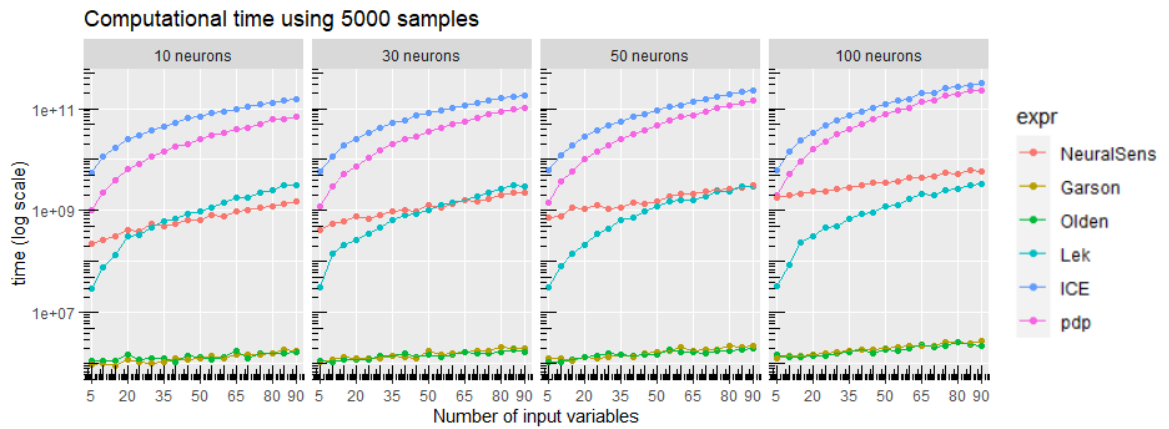 Computational time using 5000 samples
10 neurons 30 neurons 50 neurons 100 neurons
1e+11
1e+09
1e+07
time (log scale)
5 20 35 50 65 80 90 5 20 35 50 65 80 90 5 20 35 50 65 80 90 5 20 35 50 65 80 90
Number of input variables
expr
NeuralSens
Garson
Olden
Lek
ICE
pdp